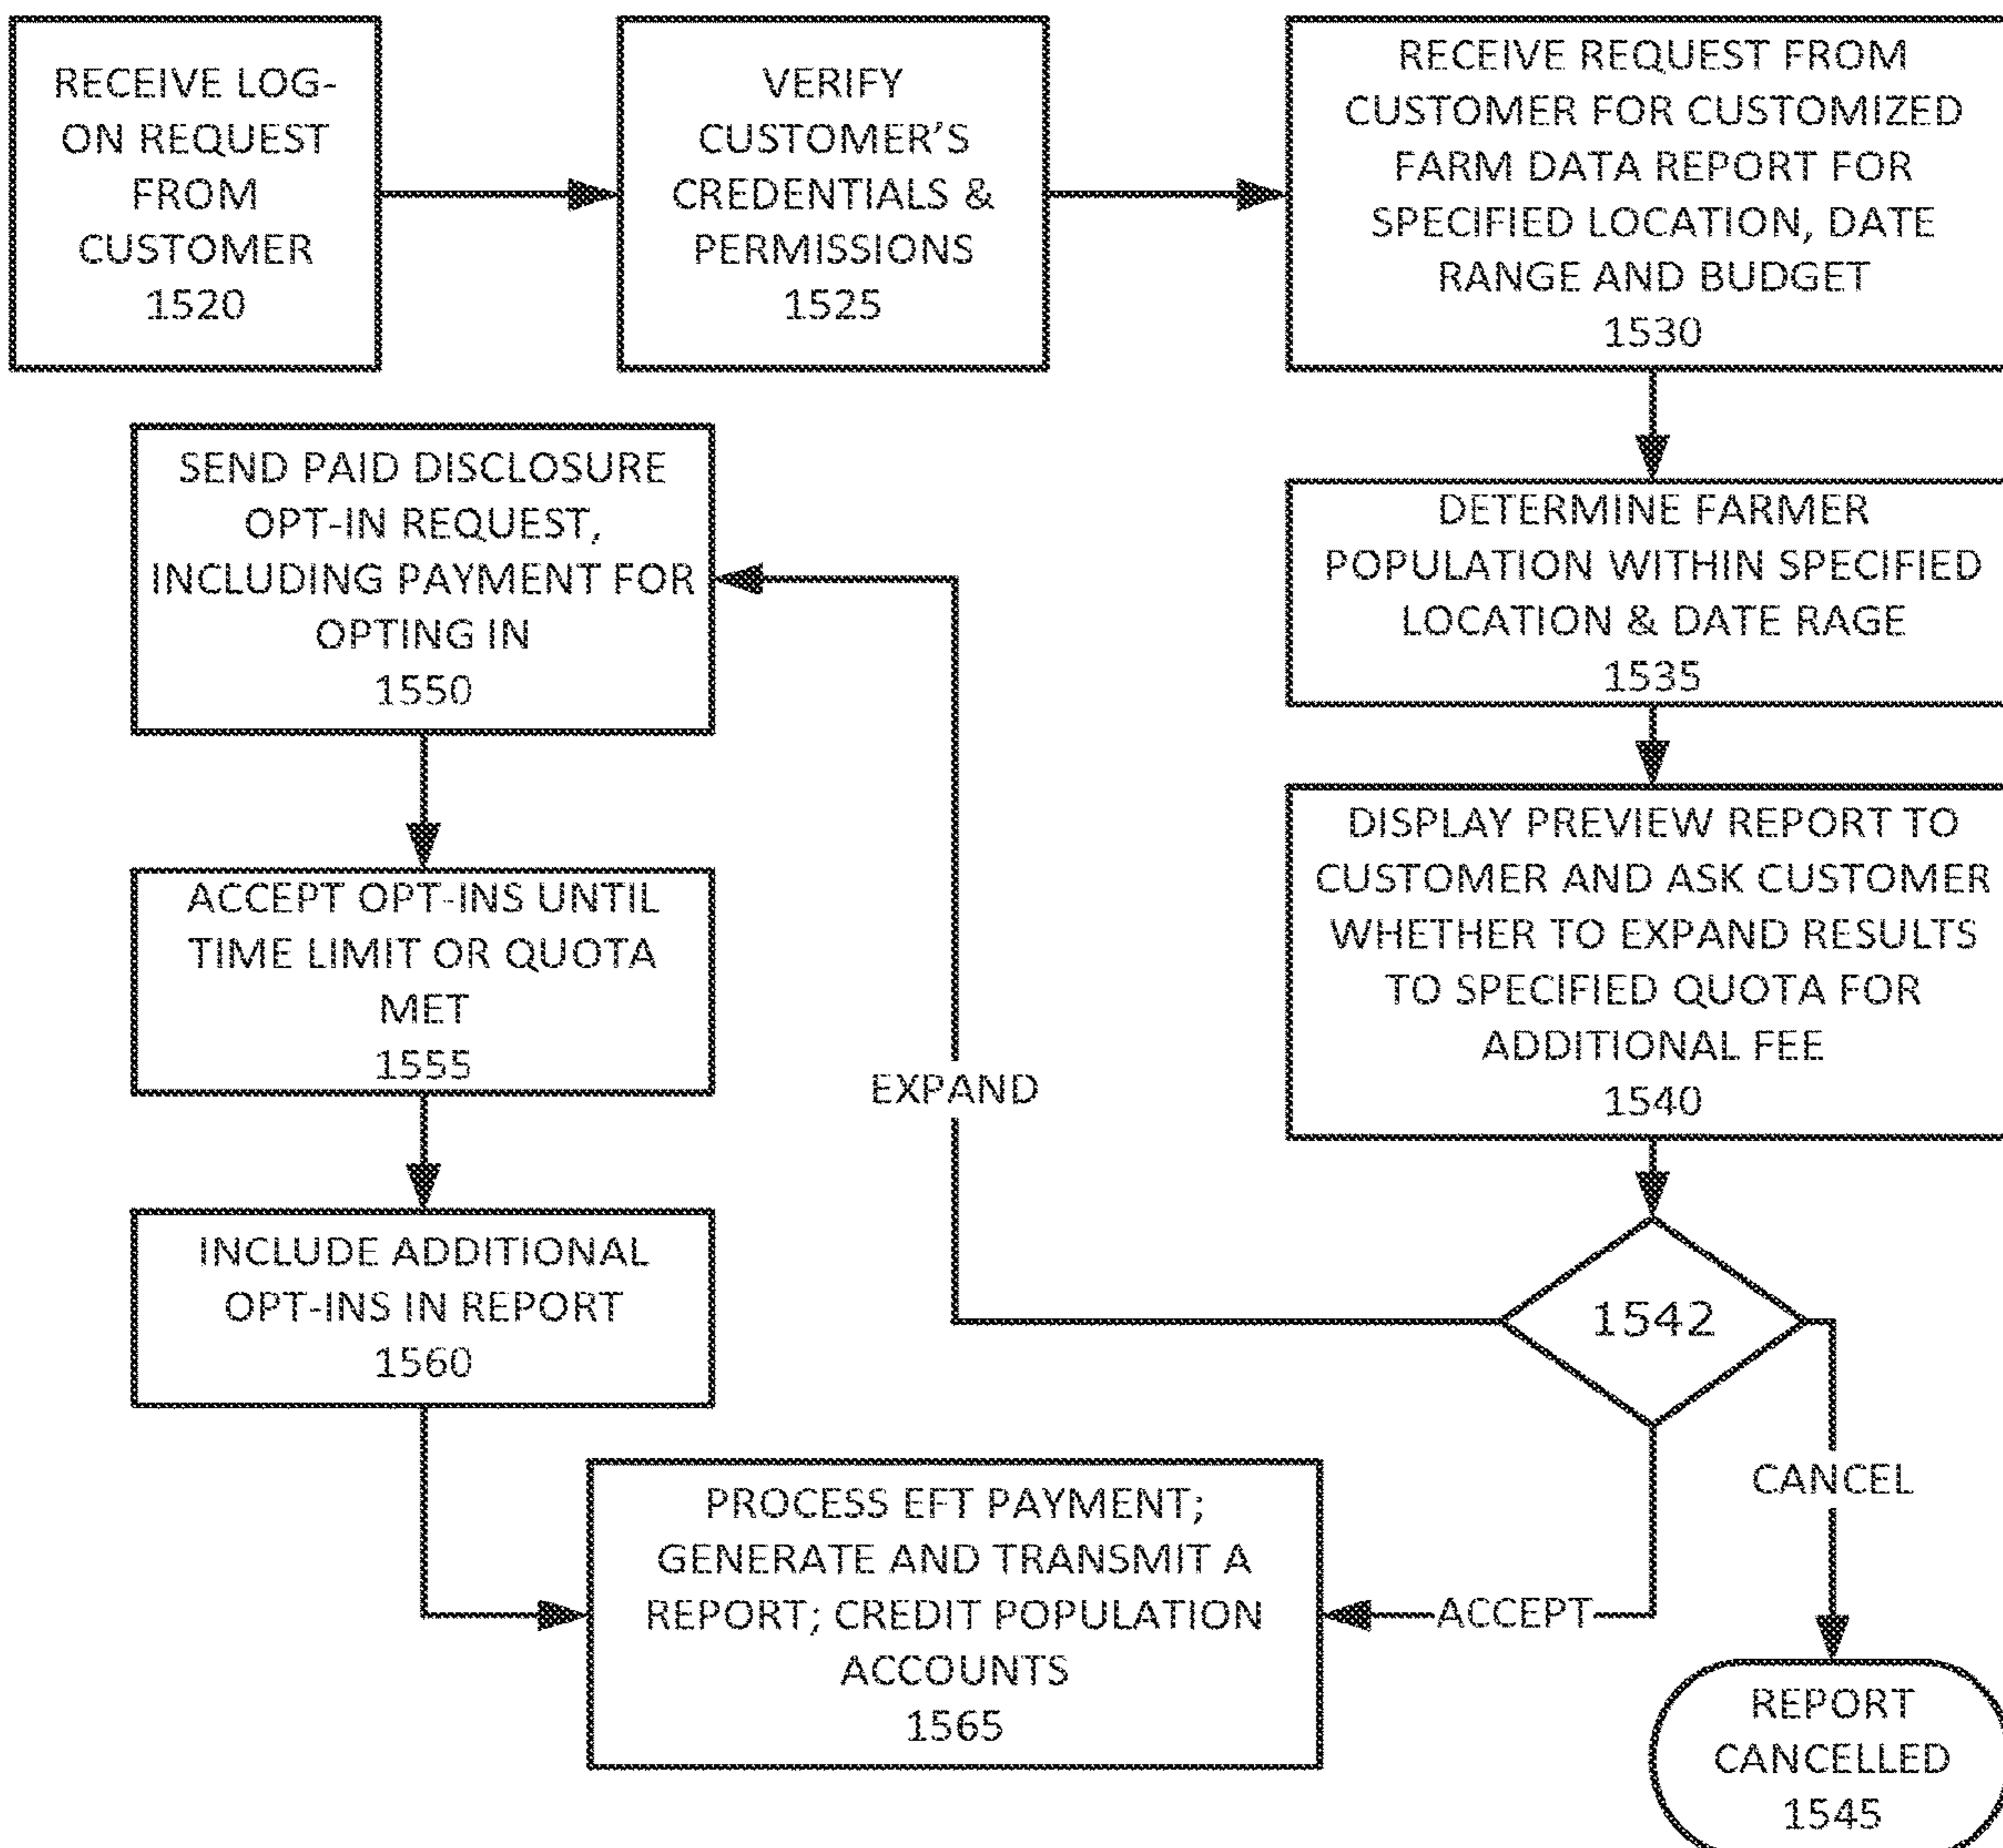 RECEIVE LOG-
ON REQUEST
FROM
CUSTOMER
1520
VERIFY
CUSTOMER'S
CREDENTIALS &
PERMISSIONS
1525
RECEIVE REQUEST FROM
CUSTOMER FOR CUSTOMIZED
FARM DATA REPORT FOR
SPECIFIED LOCATION, DATE
RANGE AND BUDGET
1530
DETERMINE FARMER
POPULATION WITHIN SPECIFIED
LOCATION & DATE RAGE
1535
DISPLAY PREVIEW REPORT TO
CUSTOMER AND ASK CUSTOMER
WHETHER TO EXPAND RESULTS
TO SPECIFIED QUOTA FOR
ADDITIONAL FEE
1540
1542
EXPAND
CANCEL
ACCEPT
REPORT
CANCELLED
1545
SEND PAID DISCLOSURE
OPT-IN REQUEST,
INCLUDING PAYMENT FOR
OPTING IN
1550
ACCEPT OPT-INS UNTIL
TIME LIMIT OR QUOTA
MET
1555
INCLUDE ADDITIONAL
OPT-INS IN REPORT
1560
PROCESS EFT PAYMENT;
GENERATE AND TRANSMIT A
REPORT; CREDIT POPULATION
ACCOUNTS
1565